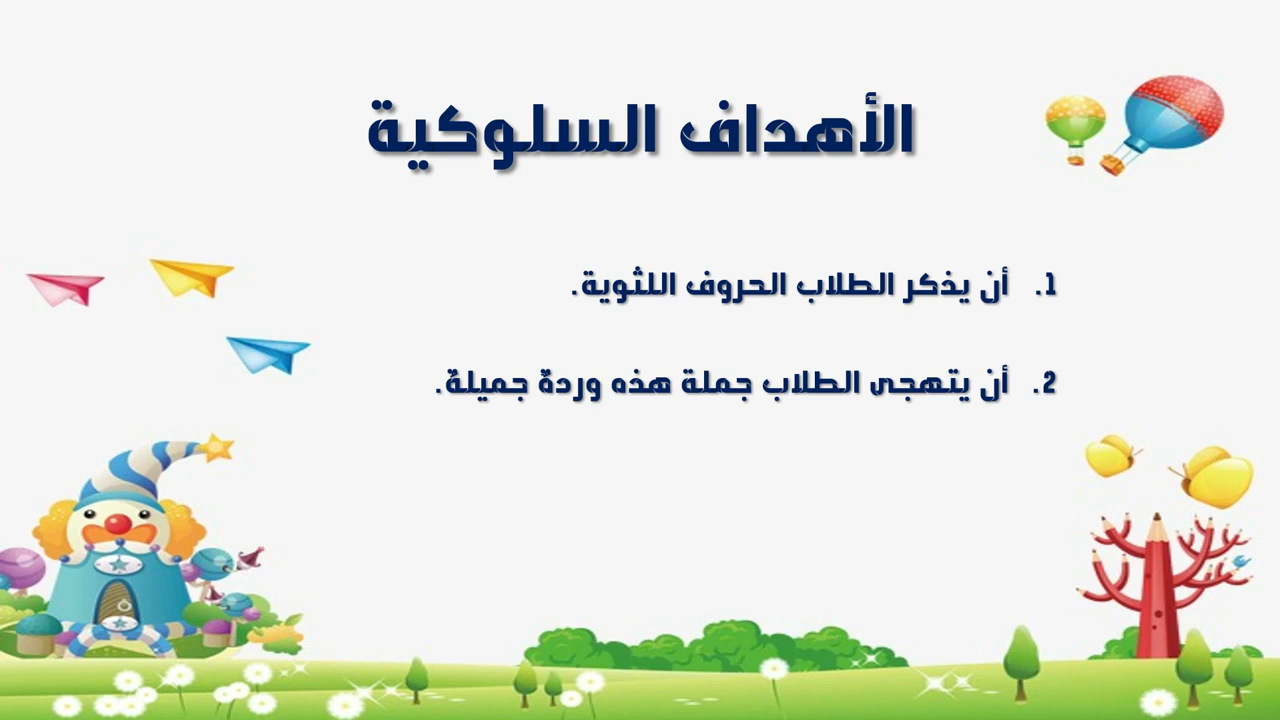 الأهداف السلوكية
1. أن يذكر الطلاب الحروف اللثوية.
2. أن يتهجى الطلاب جملة هذه وردةٌ جميلةٌ.